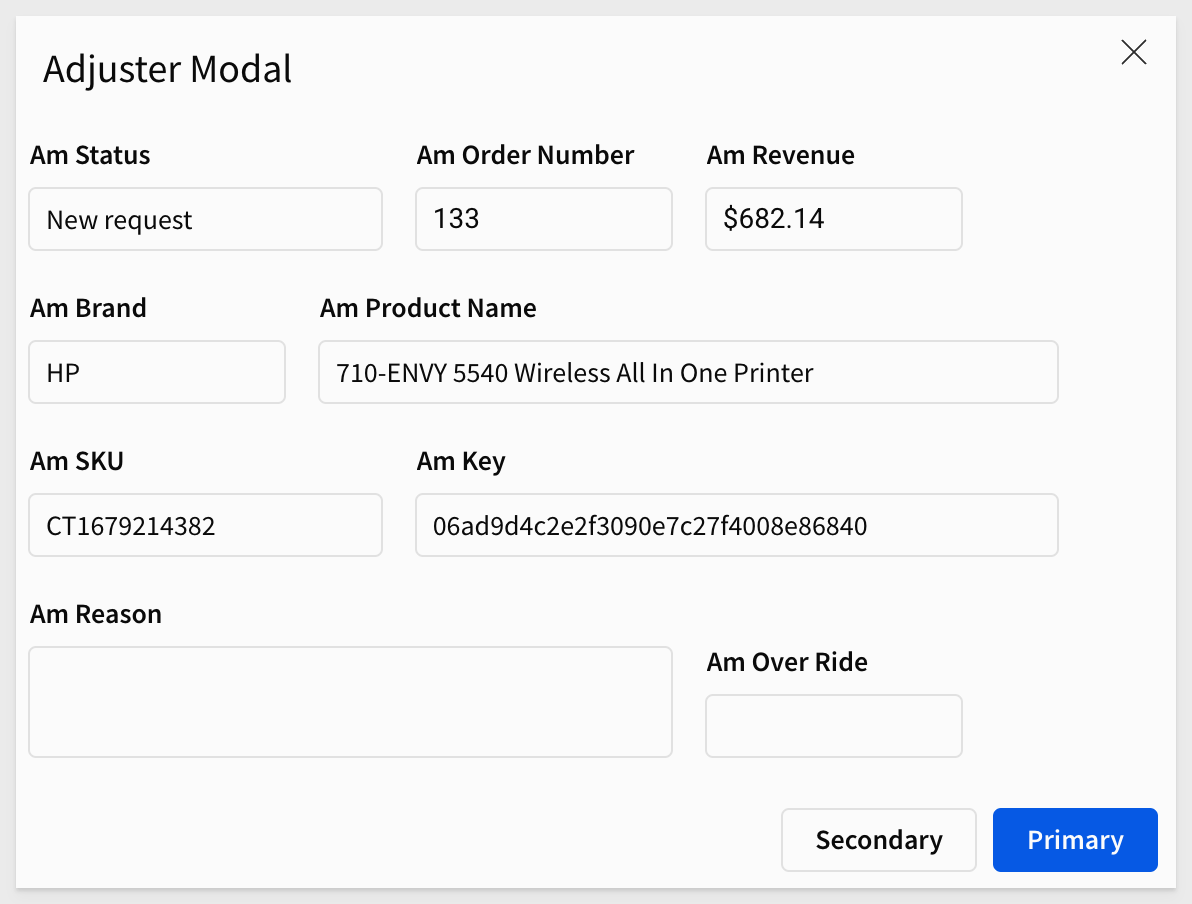 Adjuster Modal
Am Status
Am Order Number
Am Revenue
New request
133
$682.14
Am Brand
Am Product Name
HP
710-ENVY 5540 Wireless All In One Printer
Am SKU
Am Key
CT1679214382
06ad9d4c2e2f3090e7c27f4008e86840
Am Reason
Am Over Ride
Secondary
Primary